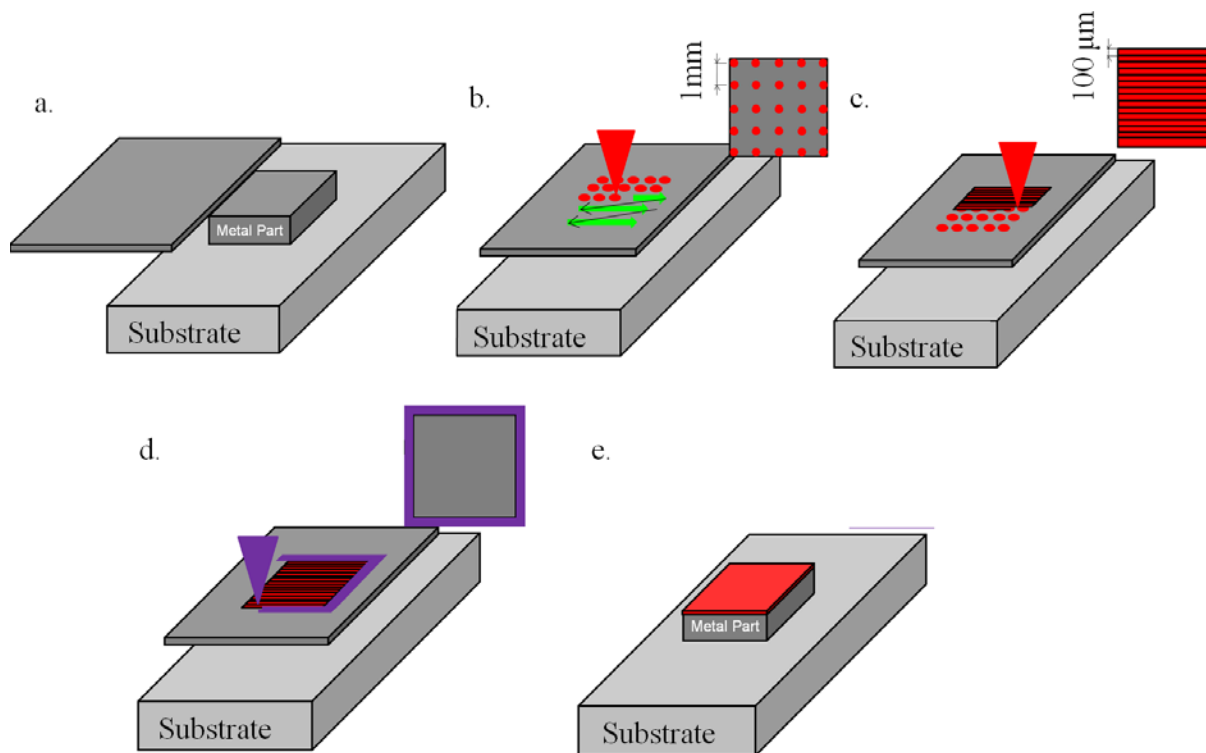 a.
Metal Part
Substrate
b.
1mm
Substrate
c.
100 μm
Substrate
d.
Substrate
e.
Metal Part
Substrate